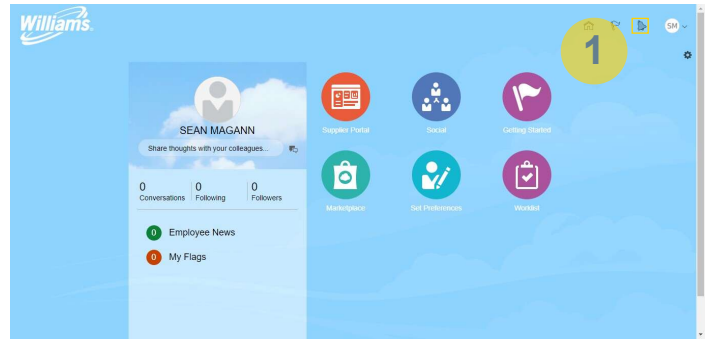 Williams.
SM
1
SEAN MAGANN
Share thoughts with your colleagues...
0 0 0
Conversations Following Followers
0 Employee News
0 My Flags
Supplier Portal Social Getting Started
Marketplace Set Preferences Worklist